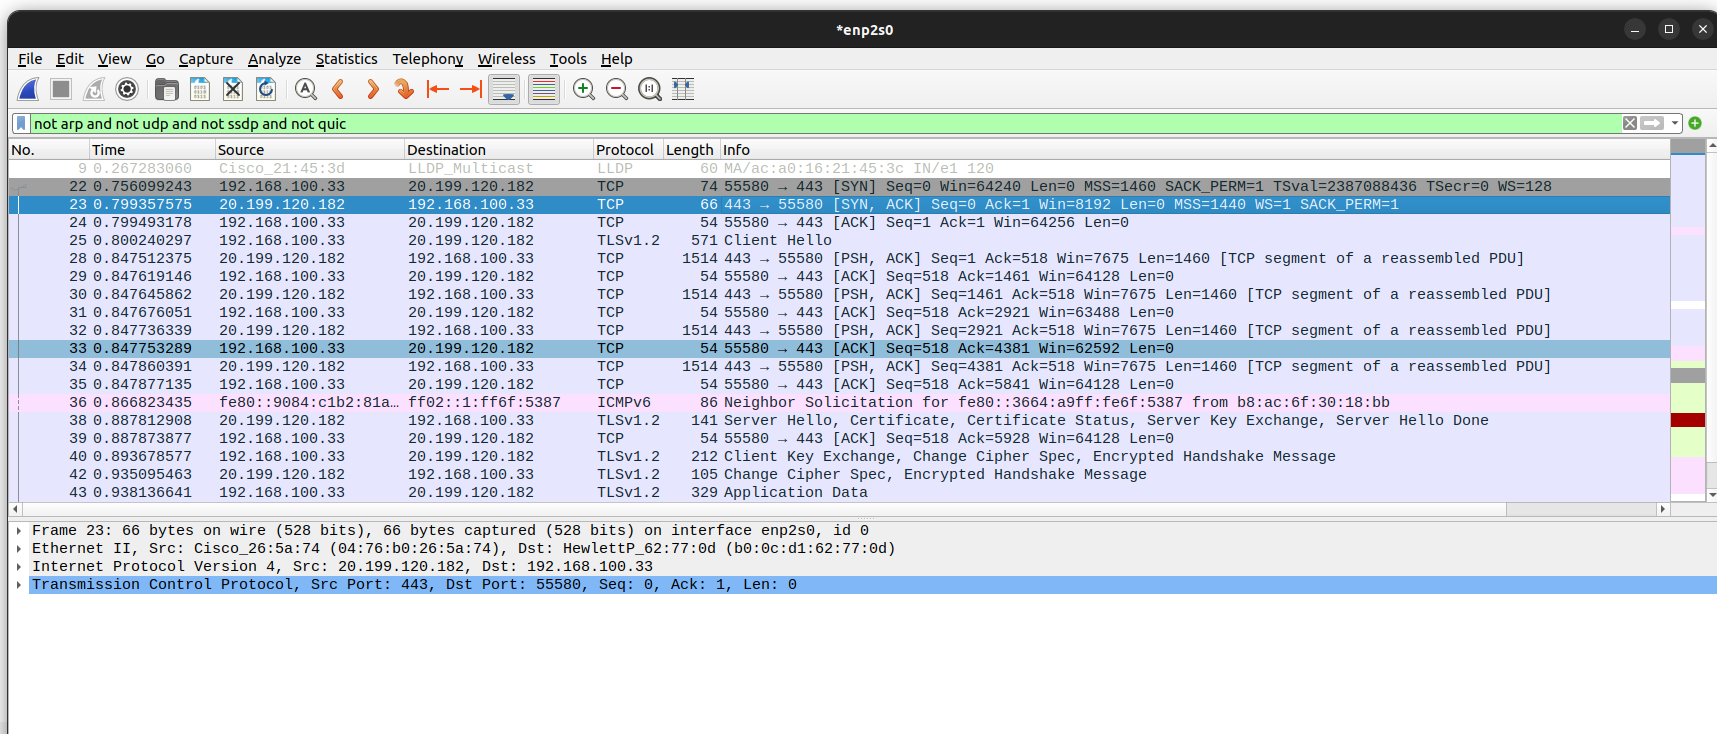 *enp2s0
File Edit View Go Capture Analyze Statistics Telephony Wireless Tools Help
not arp and not udp and not ssdp and not quic
No. Time Source Destination Protocol Length Info
9 0.267283060 Cisco_21:45:3d LLDP_Multicast LLDP 60 MA/ac:a0:16:21:45:3c IN/e1 120
22 0.756099243 192.168.100.33 20.199.120.182 TCP 74 55580 → 443 [SYN] Seq=0 Win=64240 Len=0 MSS=1460 SACK_PERM=1 TSval=2387088436 TSecr=0 WS=128
23 0.799357575 20.199.120.182 192.168.100.33 TCP 66 443 → 55580 [SYN, ACK] Seq=0 Ack=1 Win=8192 Len=0 MSS=1440 WS=1 SACK_PERM=1
24 0.799493178 192.168.100.33 20.199.120.182 TCP 54 55580 → 443 [ACK] Seq=1 Ack=1 Win=64256 Len=0
25 0.800240297 192.168.100.33 20.199.120.182 TLSv1.2 571 Client Hello
28 0.847512375 20.199.120.182 192.168.100.33 TCP 1514 443 → 55580 [PSH, ACK] Seq=1 Ack=518 Win=7675 Len=1460 [TCP segment of a reassembled PDU]
29 0.847619146 192.168.100.33 20.199.120.182 TCP 54 55580 → 443 [ACK] Seq=518 Ack=1461 Win=64128 Len=0
30 0.847645862 20.199.120.182 192.168.100.33 TCP 1514 443 → 55580 [PSH, ACK] Seq=1461 Ack=518 Win=7675 Len=1460 [TCP segment of a reassembled PDU]
31 0.847676051 192.168.100.33 20.199.120.182 TCP 54 55580 → 443 [ACK] Seq=518 Ack=2921 Win=63488 Len=0
32 0.847736339 20.199.120.182 192.168.100.33 TCP 1514 443 → 55580 [PSH, ACK] Seq=2921 Ack=518 Win=7675 Len=1460 [TCP segment of a reassembled PDU]
33 0.847753289 192.168.100.33 20.199.120.182 TCP 54 55580 → 443 [ACK] Seq=518 Ack=4381 Win=62592 Len=0
34 0.847860391 20.199.120.182 192.168.100.33 TCP 1514 443 → 55580 [PSH, ACK] Seq=4381 Ack=518 Win=7675 Len=1460 [TCP segment of a reassembled PDU]
35 0.847877135 192.168.100.33 20.199.120.182 TCP 54 55580 → 443 [ACK] Seq=518 Ack=5841 Win=64128 Len=0
36 0.866823435 fe80::9084:c1b2:81a… ff02::1:ff6f:5387 ICMPv6 86 Neighbor Solicitation for fe80::3664:a9ff:fe6f:5387 from b8:ac:6f:30:18:bb
38 0.887812908 20.199.120.182 192.168.100.33 TLSv1.2 141 Server Hello, Certificate, Certificate Status, Server Key Exchange, Server Hello Done
39 0.887873877 192.168.100.33 20.199.120.182 TCP 54 55580 → 443 [ACK] Seq=518 Ack=5928 Win=64128 Len=0
40 0.893678577 192.168.100.33 20.199.120.182 TLSv1.2 212 Client Key Exchange, Change Cipher Spec, Encrypted Handshake Message
42 0.935095463 20.199.120.182 192.168.100.33 TLSv1.2 105 Change Cipher Spec, Encrypted Handshake Message
43 0.938136641 192.168.100.33 20.199.120.182 TLSv1.2 329 Application Data
Frame 23: 66 bytes on wire (528 bits), 66 bytes captured (528 bits) on interface enp2s0, id 0
Ethernet II, Src: Cisco_26:5a:74 (04:76:b0:26:5a:74), Dst: HewlettP_62:77:0d (b0:0c:d1:62:77:0d)
Internet Protocol Version 4, Src: 20.199.120.182, Dst: 192.168.100.33
Transmission Control Protocol, Src Port: 443, Dst Port: 55580, Seq: 0, Ack: 1, Len: 0